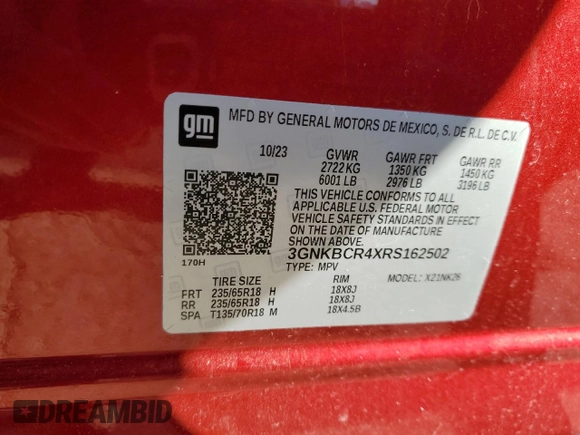 gm
MFD BY GENERAL MOTORS DE MEXICO, S. DE R.L. DE C.V.
10/23 GVWR GAWR FRT GAWR RR
2722 KG 1350 KG 1450 KG
6001 LB 2976 LB 3196 LB
THIS VEHICLE CONFORMS TO ALL
APPLICABLE U.S. FEDERAL MOTOR
VEHICLE SAFETY STANDARDS IN EFFECT
ON THE DATE OF MANUFACTURE
SHOWN ABOVE.
170H 3GNKBCR4XRS162502
TYPE: MPV MODEL: X21NK26
TIRE SIZE RIM
FRT 235/65R18 H 18X8J
RR 235/65R18 H 18X8J
SPA T135/70R18 M 18X4.5B
DREAMBID